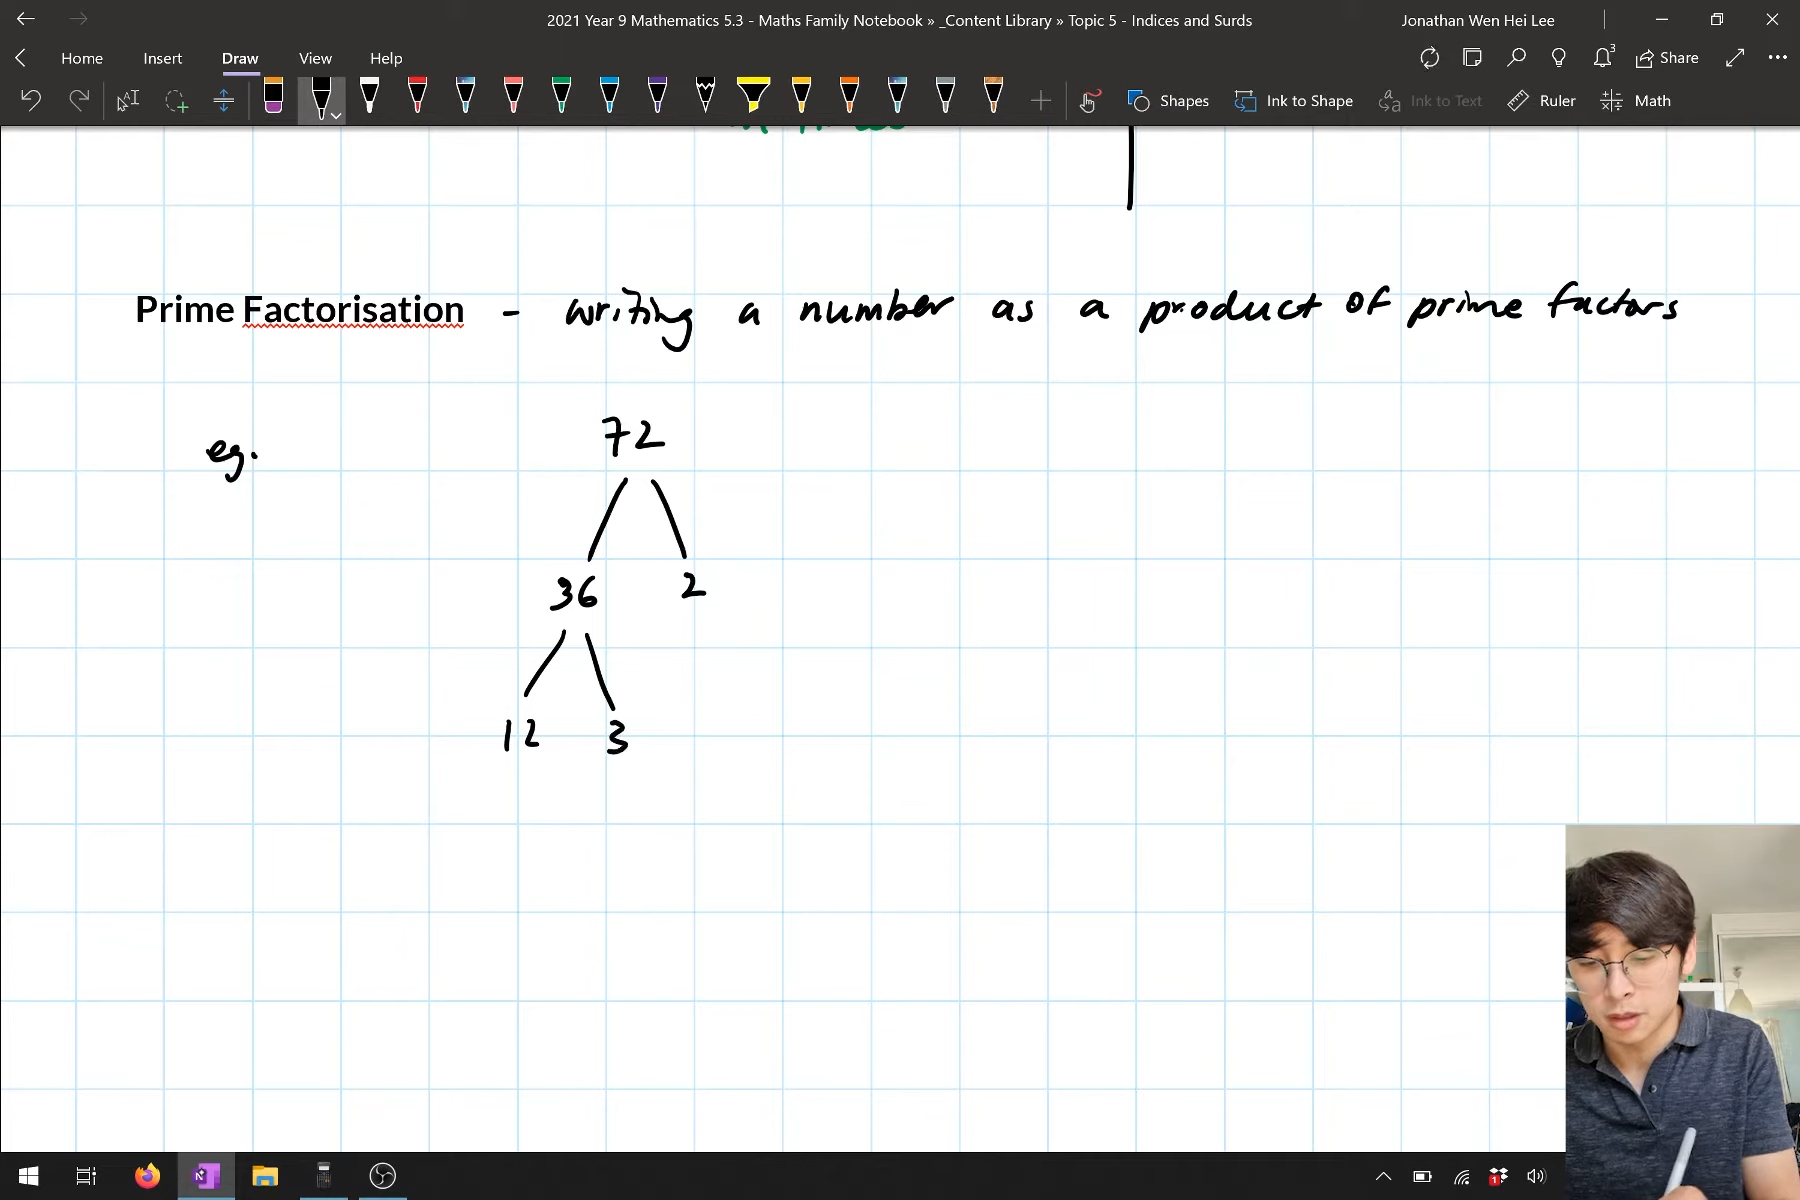 2021 Year 9 Mathematics 5.3 - Maths Family Notebook » _Content Library » Topic 5 - Indices and Surds
Jonathan Wen Hei Lee
Home Insert Draw View Help
3
Share
Shapes Ink to Shape Ink to Text Ruler Math
Prime Factorisation - writing a number as a product of prime factors
eg. 72
36 2
12 3
1